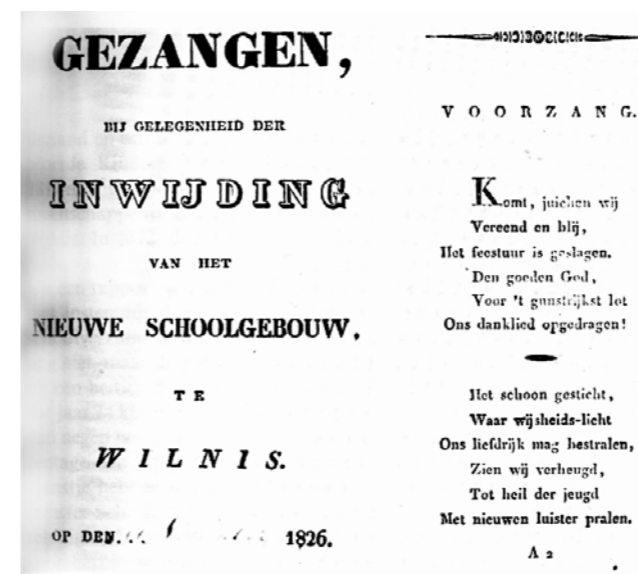 GEZANGEN,
BIJ GELEGENHEID DER
INWIJDING
VAN HET
NIEUWE SCHOOLGEBOUW,
TE
WILNIS.
OP DEN. 1826.
VOORZANG.
Komt, juichen wij
Vereend en blij,
Het feestuur is geslagen.
Den goeden God,
Voor 't gunstrijkst lot
Ons danklied opgedragen!
Het schoon gesticht,
Waar wijsheids-licht
Ons liefdrijk mag bestralen,
Zien wij verheugd,
Tot heil der jeugd
Met nieuwen luister pralen.
A 2